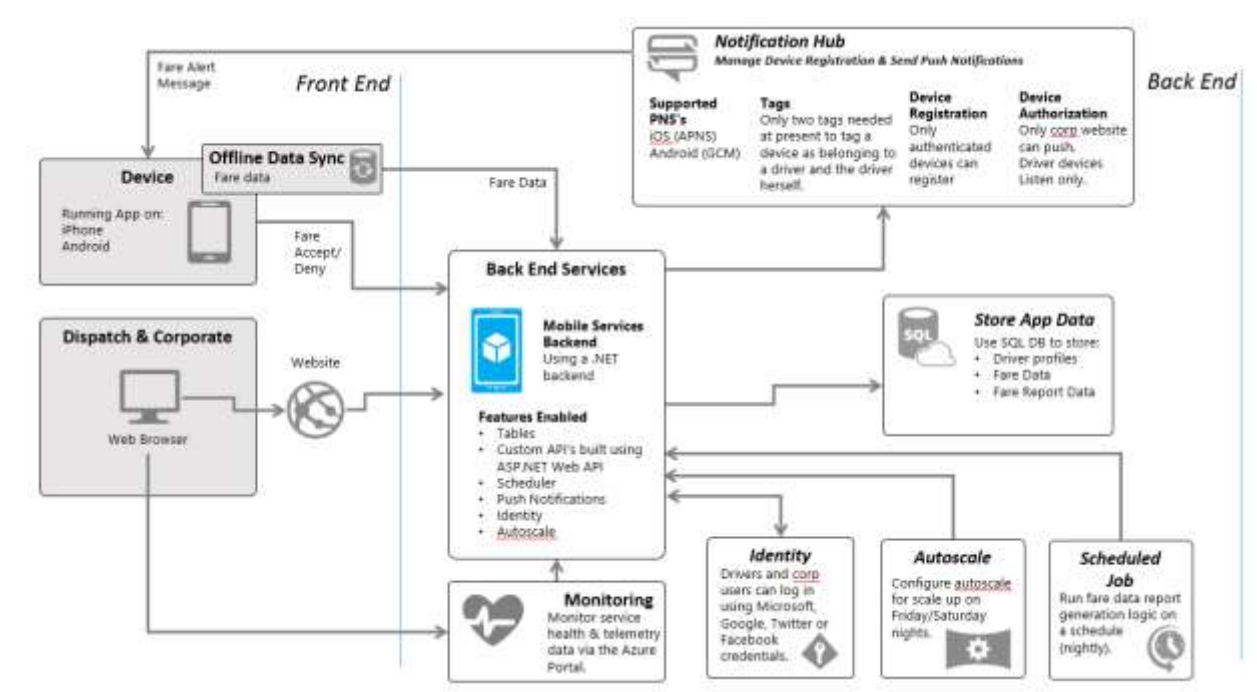 Notification Hub
Manage Device Registration & Send Push Notifications
Supported
PNS's
iOS (APNS)
Android (GCM)
Tags
Only two tags needed
at present to tag a
device as belonging to
a driver and the driver
herself.
Device
Registration
Only
authenticated
devices can
register
Device
Authorization
Only corp website
can push.
Driver devices
Listen only.
Back End
Front End
Fare Alert
Message
Offline Data Sync
Fare data
Device
Running App on:
iPhone
Android
Fare Data
Fare
Accept/
Deny
Back End Services
Mobile Services
Backend
Using a .NET
backend
Features Enabled
• Tables
• Custom API's built using
ASP.NET Web API
• Scheduler
• Push Notifications
• Identity
• Autoscale
Dispatch & Corporate
Web Browser
Website
SQL
Store App Data
Use SQL DB to store:
• Driver profiles
• Fare Data
• Fare Report Data
Monitoring
Monitor service
health & telemetry
data via the Azure
Portal.
Identity
Drivers and corp
users can log in
using Microsoft,
Google, Twitter or
Facebook
credentials.
Autoscale
Configure autoscale
for scale up on
Friday/Saturday
nights.
Scheduled
Job
Run fare data report
generation logic on
a schedule
(nightly).